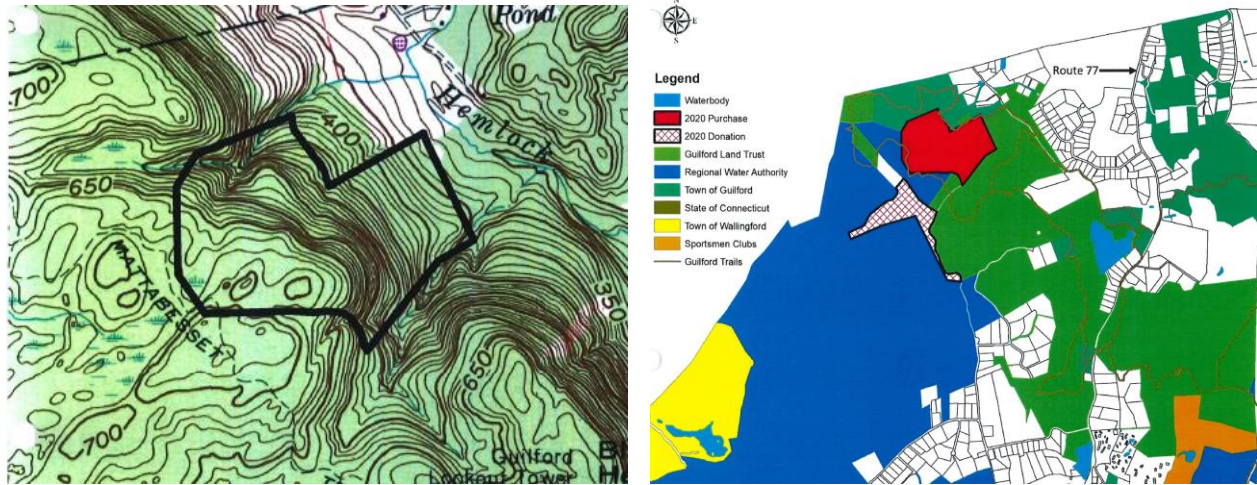 Pond
Hemlock
700
400
650
MATTABESSETT
350
650
700
Guilford
Lookout Tower
N
E
S
Legend
Waterbody
2020 Purchase
2020 Donation
Guilford Land Trust
Regional Water Authority
Town of Guilford
State of Connecticut
Town of Wallingford
Sportsmen Clubs
Guilford Trails
Route 77